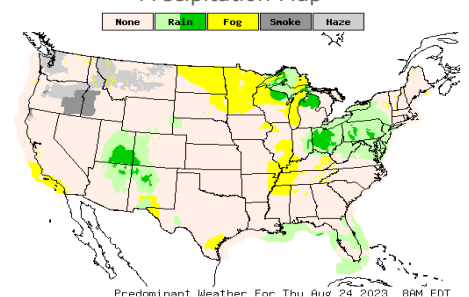 Precipitation Map
None Rain Fog Smoke Haze
Predominant Weather For Thu Aug 24 2023 8AM EDT